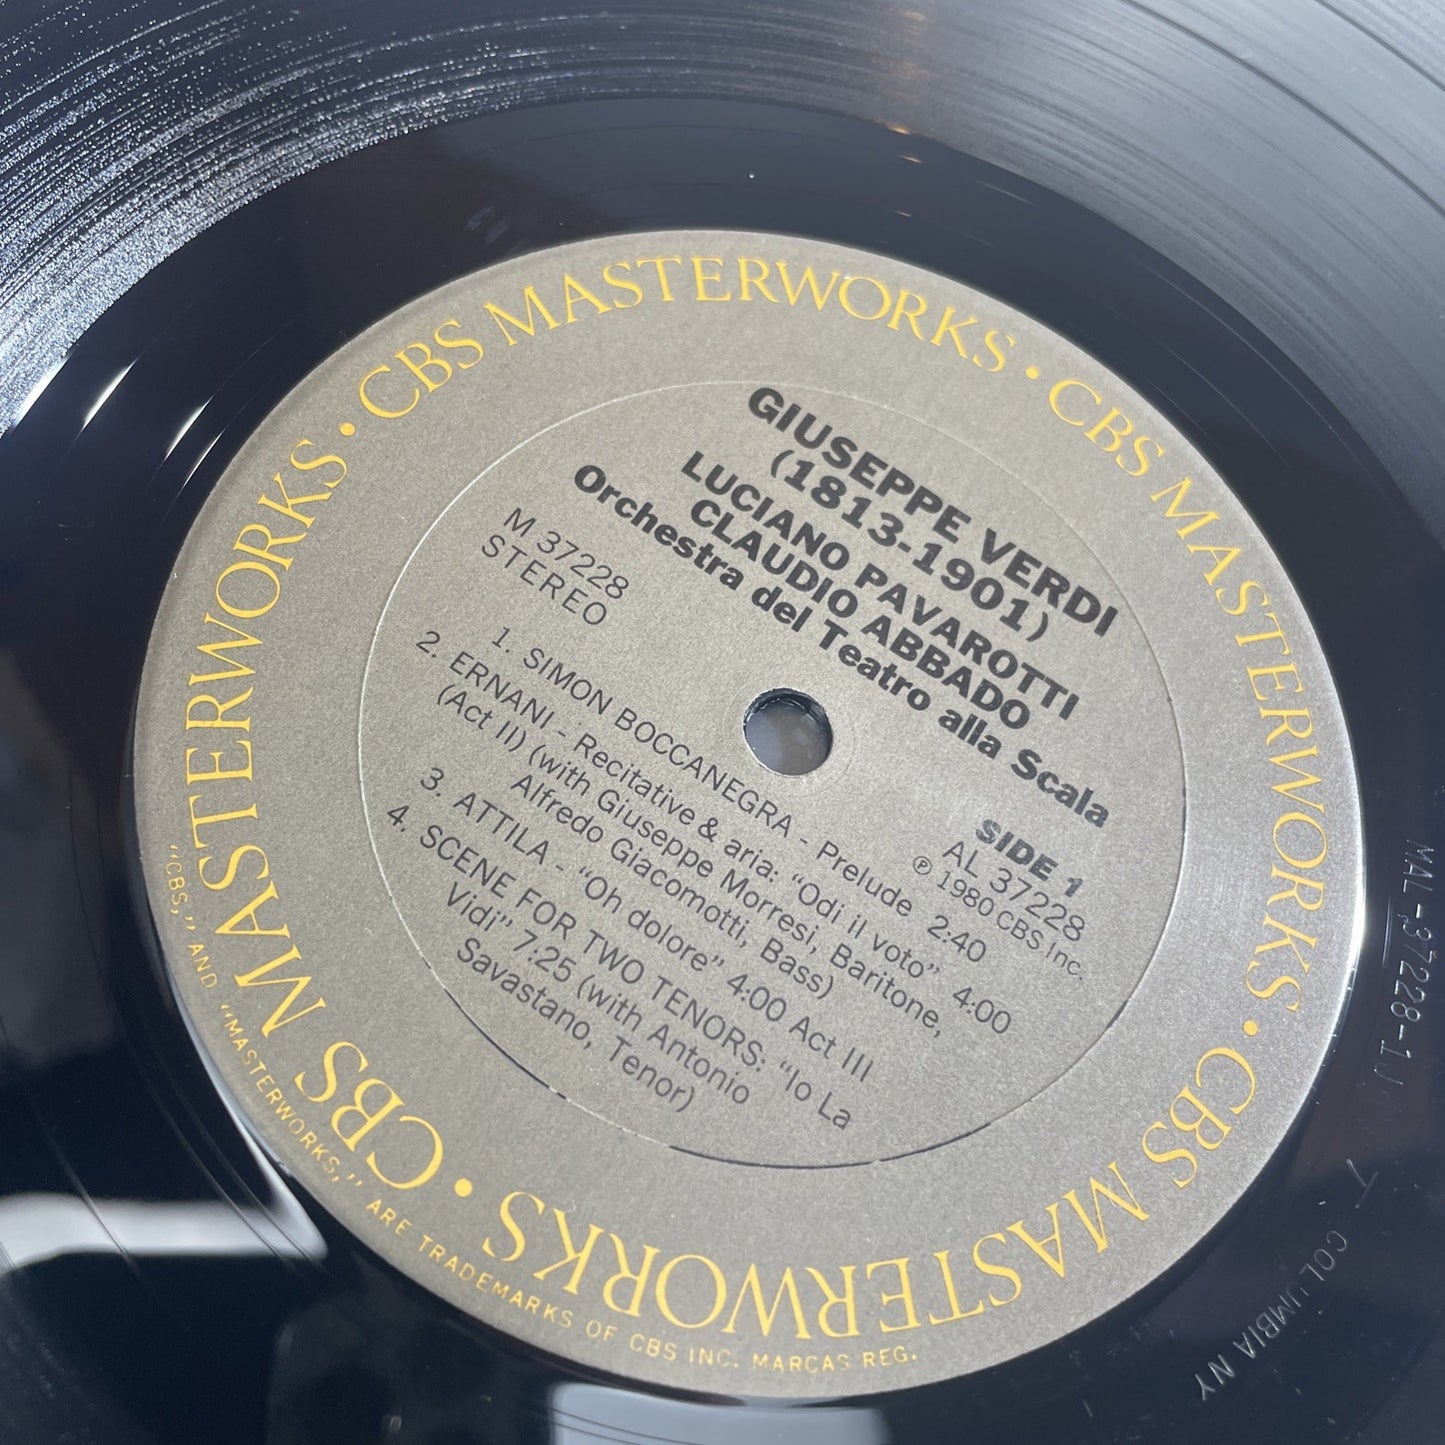 CBS MASTERWORKS • CBS MASTERWORKS • CBS MASTERWORKS • CBS MASTERWORKS •
GIUSEPPE VERDI
(1813-1901)
LUCIANO PAVAROTTI
CLAUDIO ABBADO
Orchestra del Teatro alla Scala
M 37228
STEREO
SIDE 1
AL 37228
℗ 1980 CBS Inc.
1. SIMON BOCCANEGRA - Prelude 2:40
2. ERNANI - Recitative & aria: "Odi il voto" 4:00
(Act II) (with Giuseppe Morresi, Baritone,
Alfredo Giacomotti, Bass)
3. ATTILA - "Oh dolore" 4:00 Act III
4. SCENE FOR TWO TENORS: "Io La
Vidi" 7:25 (with Antonio
Savastano, Tenor)
"CBS," AND "MASTERWORKS," ARE TRADEMARKS OF CBS INC. MARCAS REG.
MAL-37228-1J
T
COLUMBIA NY